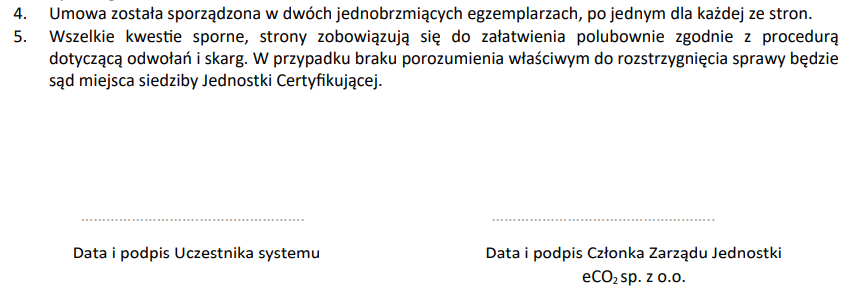 4. Umowa została sporządzona w dwóch jednobrzmiących egzemplarzach, po jednym dla każdej ze stron.
5. Wszelkie kwestie sporne, strony zobowiązują się do załatwienia polubownie zgodnie z procedurą
dotyczącą odwołań i skarg. W przypadku braku porozumienia właściwym do rozstrzygnięcia sprawy będzie
sąd miejsca siedziby Jednostki Certyfikującej.
..................................................... .....................................................
Data i podpis Uczestnika systemu Data i podpis Członka Zarządu Jednostki
eCO₂ sp. z o.o.